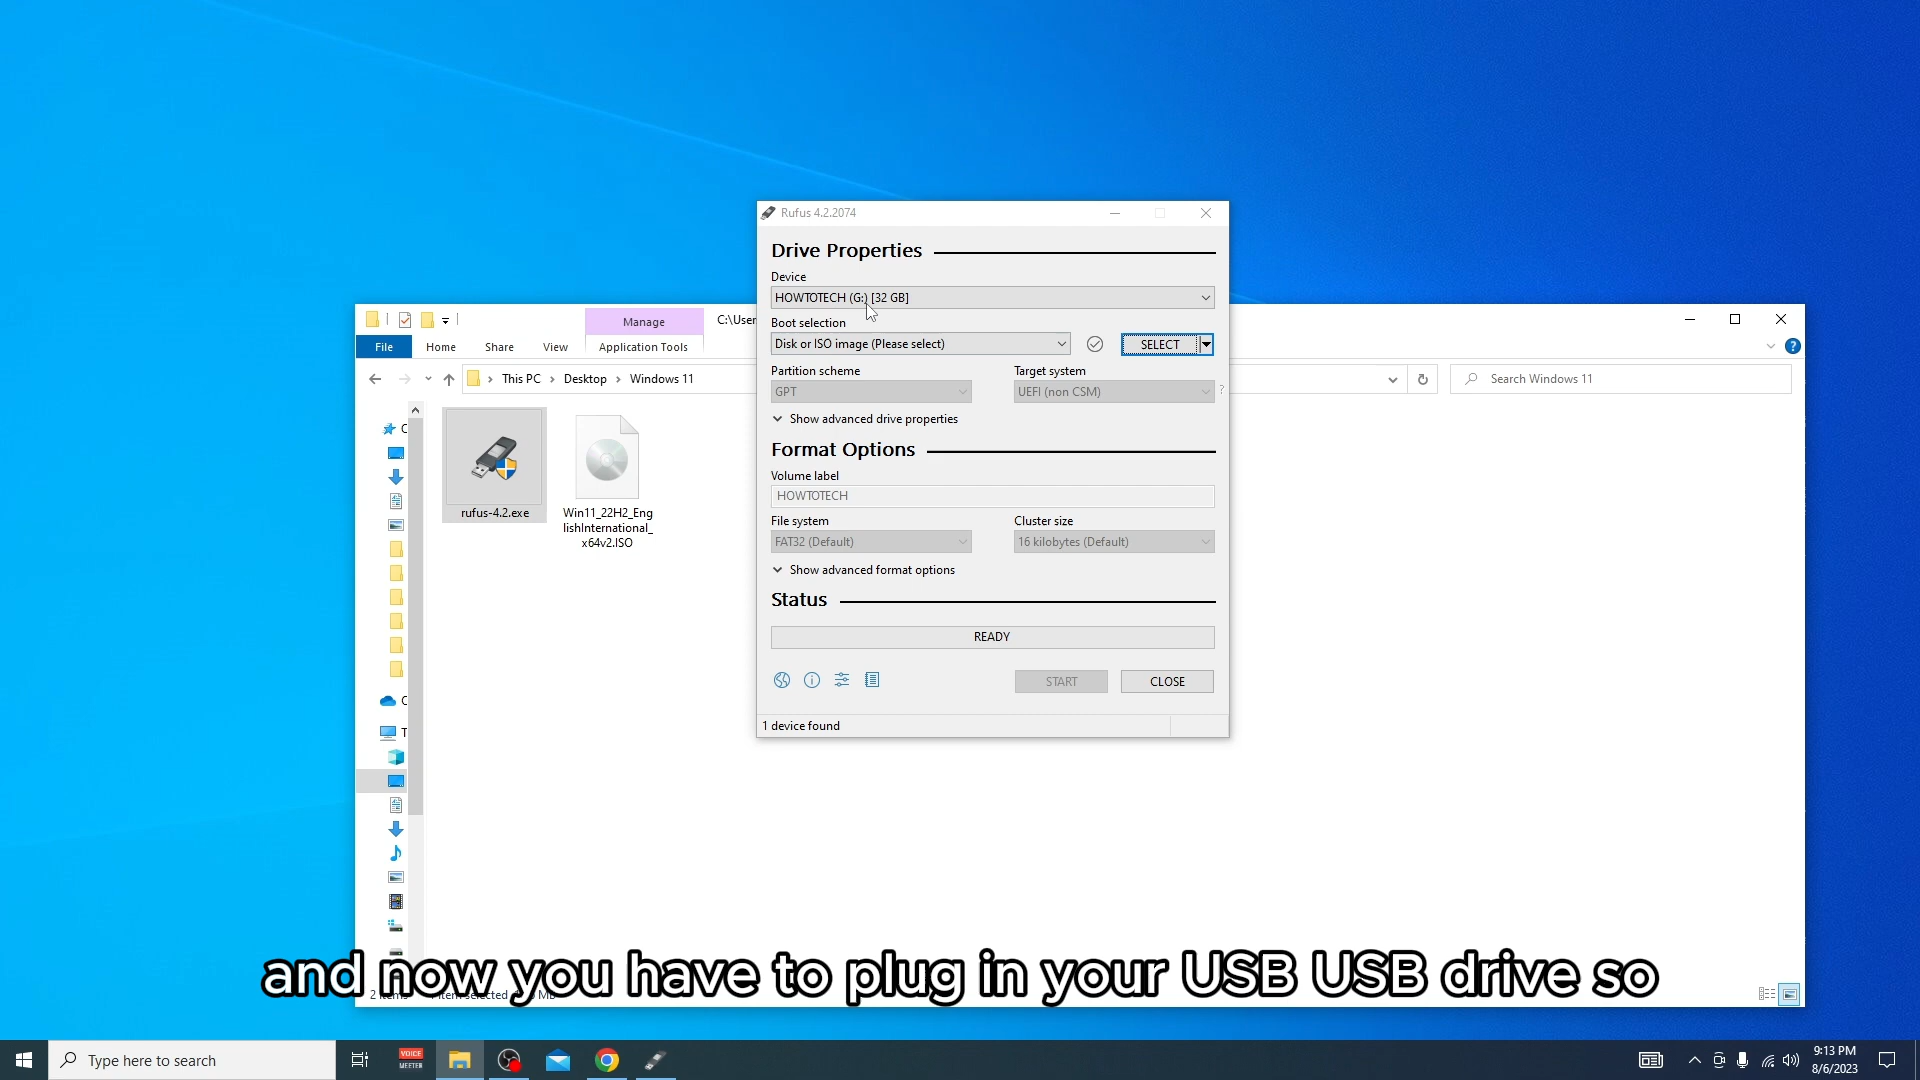 Rufus 4.2.2074
Drive Properties
Device
HOWTOTECH (G:) [32 GB]
Boot selection
Disk or ISO image (Please select)
SELECT
Partition scheme
Target system
GPT
UEFI (non CSM)
?
Show advanced drive properties
Format Options
Volume label
HOWTOTECH
File system
Cluster size
FAT32 (Default)
16 kilobytes (Default)
Show advanced format options
Status
READY
START
CLOSE
1 device found
Manage
C:\User
File
Home
Share
View
Application Tools
?
This PC > Desktop > Windows 11
Search Windows 11
rufus-4.2.exe
Win11_22H2_Eng
lishInternational_
x64v2.ISO
and now you have to plug in your USB USB drive so
Type here to search
VOICE
MEETER
9:13 PM
8/6/2023